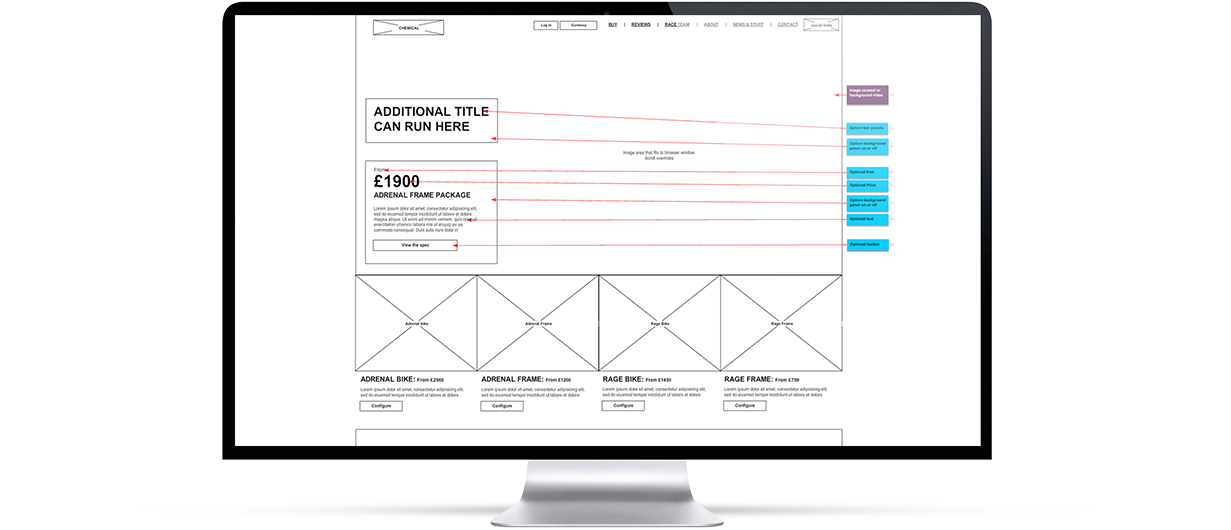 CHEMICAL
Log In
Currency
BUY | REVIEWS | RACE TEAM | ABOUT | NEWS & STUFF | CONTACT
social links
Image carousel or
background video
ADDITIONAL TITLE
CAN RUN HERE
Option text panels
Option background
panel on or off
Image area that fits to browser window.
Scroll overrides
From
£1900
ADRENAL FRAME PACKAGE
Lorem ipsum dolor sit amet, consectetur adipisicing elit,
sed do eiusmod tempor incididunt ut labore et dolore
magna aliqua. Ut enim ad minim veniam, quis nostrud
exercitation ullamco laboris nisi ut aliquip ex ea
commodo consequat. Duis aute irure dolor in
View the spec
Optional from
Optional Price
Option background
panel on or off
Optional text
Optional button
Adrenal bike
Adrenal Frame
Rage Bike
Rage Frame
ADRENAL BIKE: From £2960
Lorem ipsum dolor sit amet, consectetur adipisicing elit,
sed do eiusmod tempor incididunt ut labore et dolore
Configure
ADRENAL FRAME: From £1200
Lorem ipsum dolor sit amet, consectetur adipisicing elit,
sed do eiusmod tempor incididunt ut labore et dolore
Configure
RAGE BIKE: From £1450
Lorem ipsum dolor sit amet, consectetur adipisicing elit,
sed do eiusmod tempor incididunt ut labore et dolore
Configure
RAGE FRAME: From £750
Lorem ipsum dolor sit amet, consectetur adipisicing elit,
sed do eiusmod tempor incididunt ut labore et dolore
Configure